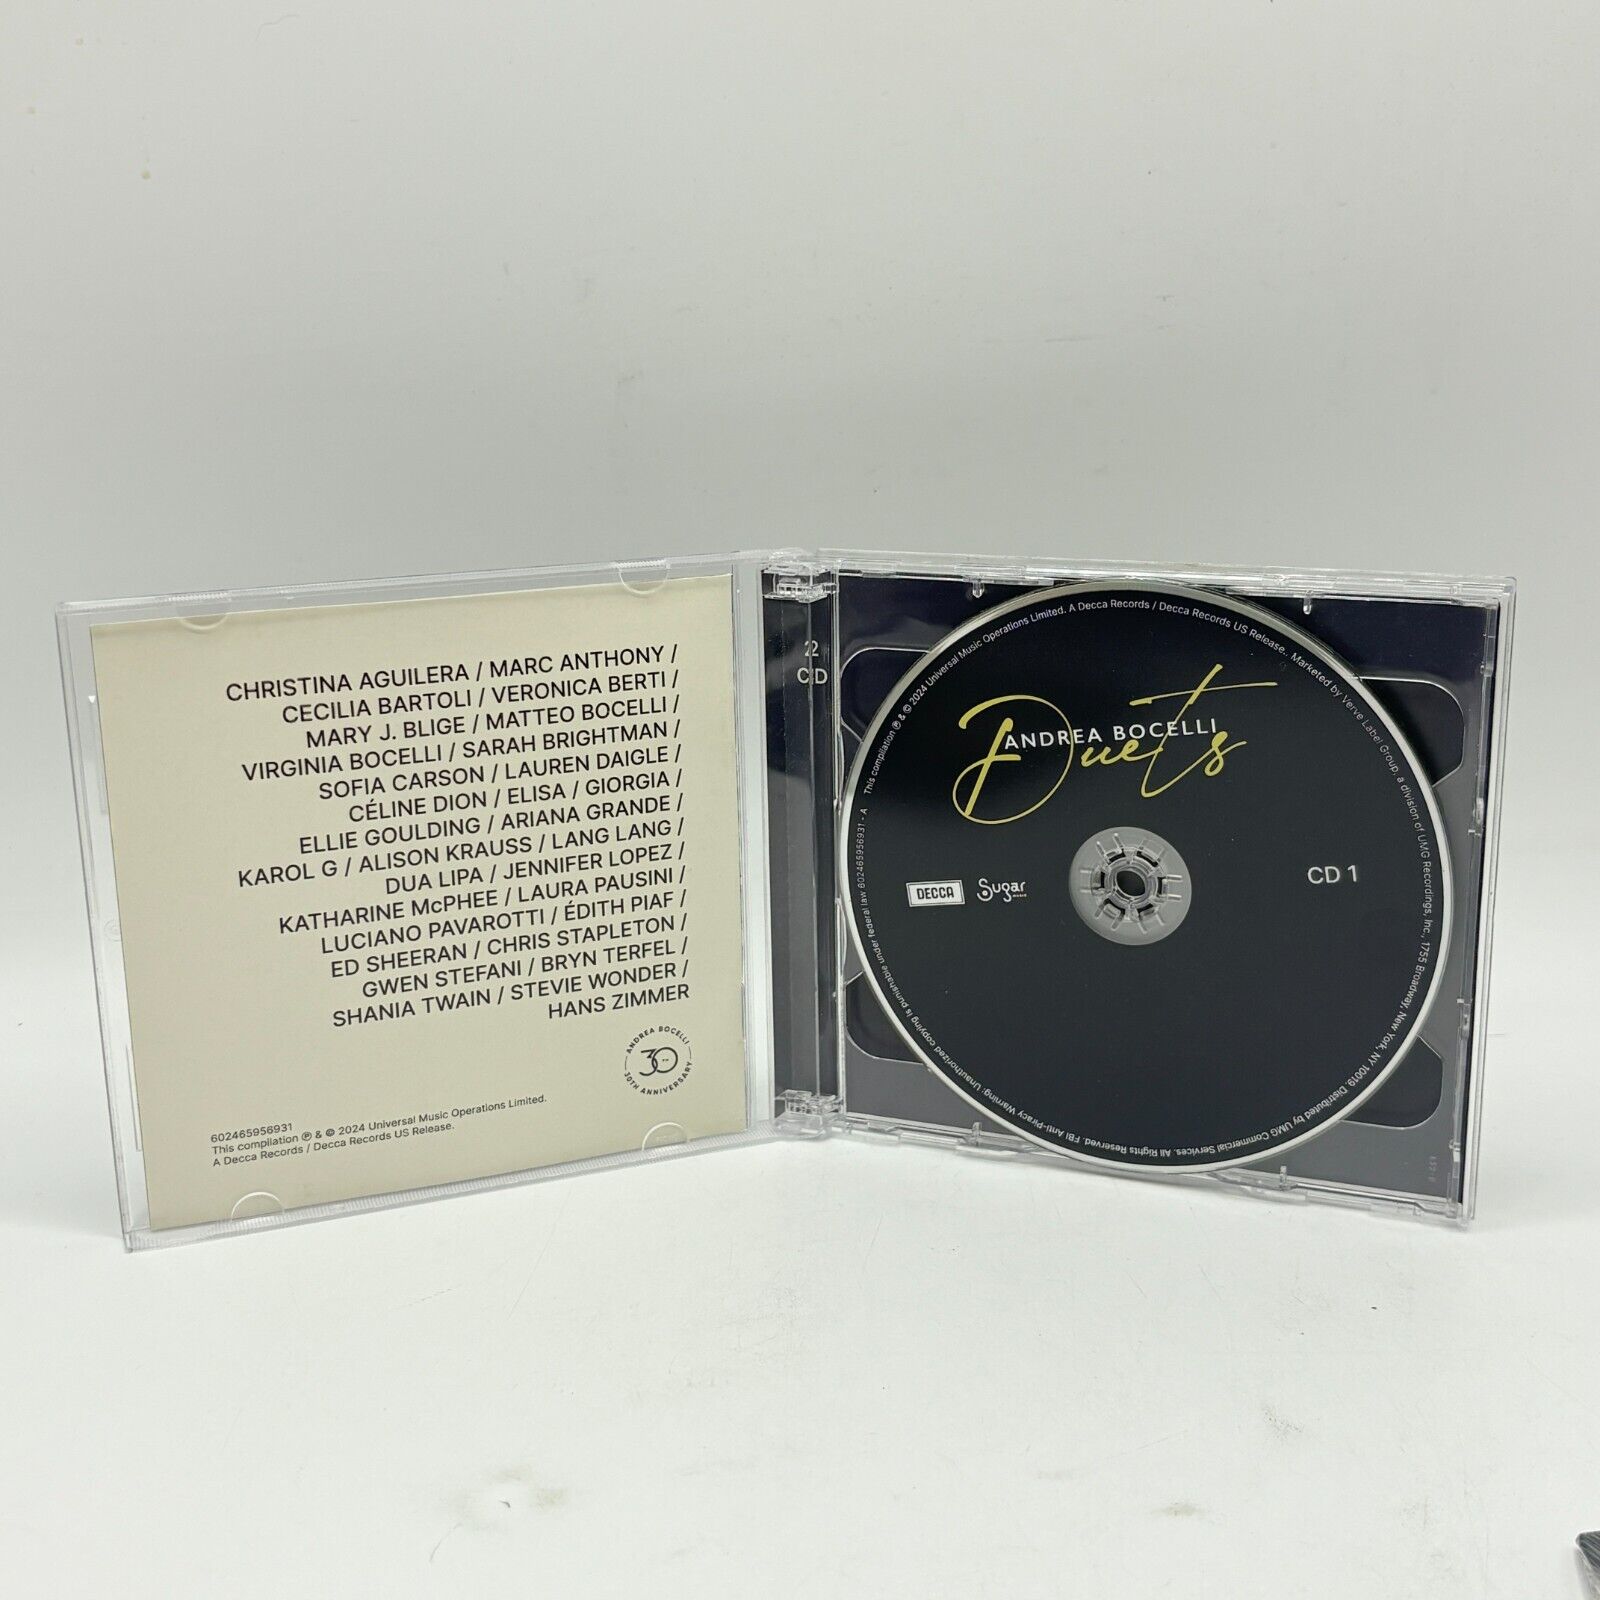 CHRISTINA AGUILERA / MARC ANTHONY /
CECILIA BARTOLI / VERONICA BERTI /
MARY J. BLIGE / MATTEO BOCELLI /
VIRGINIA BOCELLI / SARAH BRIGHTMAN /
SOFIA CARSON / LAUREN DAIGLE /
CÉLINE DION / ELISA / GIORGIA /
ELLIE GOULDING / ARIANA GRANDE /
KAROL G / ALISON KRAUSS / LANG LANG /
DUA LIPA / JENNIFER LOPEZ /
KATHARINE McPHEE / LAURA PAUSINI /
LUCIANO PAVAROTTI / ÉDITH PIAF /
ED SHEERAN / CHRIS STAPLETON /
GWEN STEFANI / BRYN TERFEL /
SHANIA TWAIN / STEVIE WONDER /
HANS ZIMMER
ANDREA BOCELLI
30
30TH ANNIVERSARY
602465956931
This compilation ℗ & © 2024 Universal Music Operations Limited.
A Decca Records / Decca Records US Release.
2
CD
602465956931 - A This compilation ℗ & © 2024 Universal Music Operations Limited. A Decca Records / Decca Records US Release.. Marketed by Verve Label Group, a division of UMG Recordings, Inc., 1755 Broadway, New York, NY 10019. Distributed by UMG Commercial Services. All Rights Reserved. FBI Anti-Piracy Warning: Unauthorized copying is punishable under federal law
Duets
ANDREA BOCELLI
DECCA
Sugar
music
CD 1